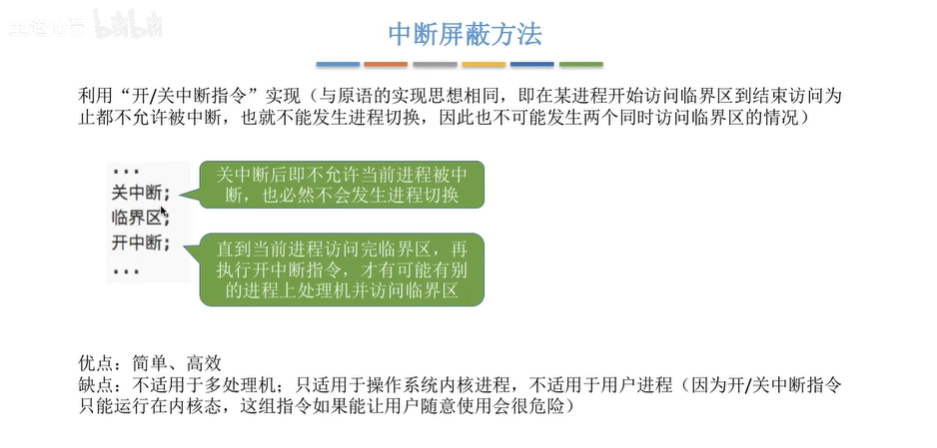 bilibili
中断屏蔽方法
利用“开/关中断指令”实现（与原语的实现思想相同，即在某进程开始访问临界区到结束访问为
止都不允许被中断，也就不能发生进程切换，因此也不可能发生两个同时访问临界区的情况）
...
关中断;
临界区;
开中断;
...
关中断后即不允许当前进程被中
断，也必然不会发生进程切换
直到当前进程访问完临界区，再
执行开中断指令，才有可能有别
的进程上处理机并访问临界区
优点：简单、高效
缺点：不适用于多处理机；只适用于操作系统内核进程，不适用于用户进程（因为开/关中断指令
只能运行在内核态，这组指令如果能让用户随意使用会很危险）